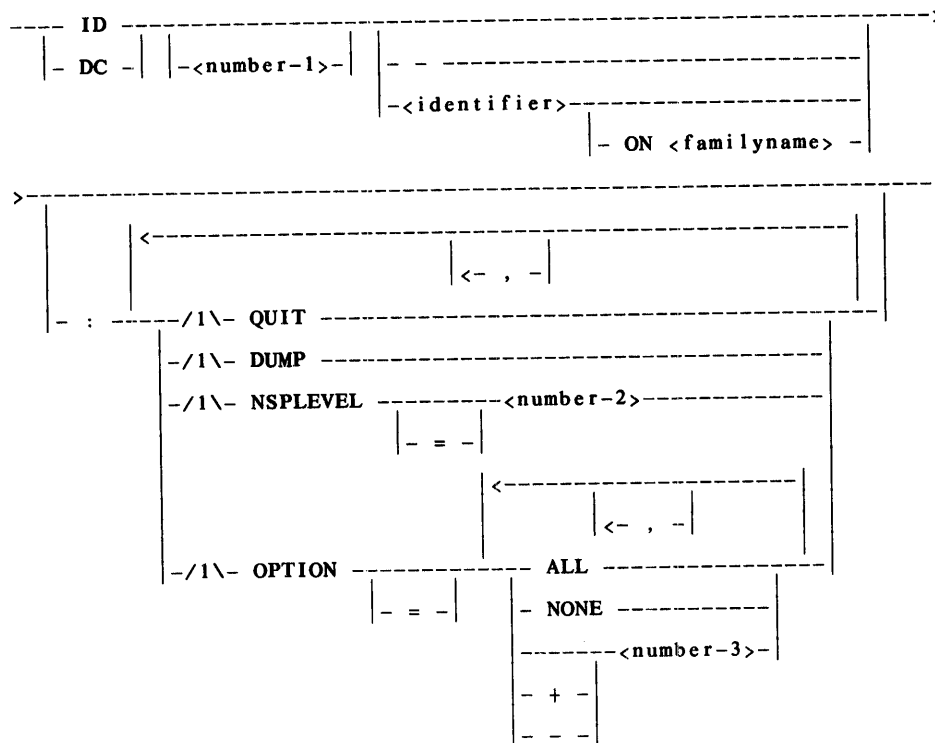 ---- ID ------------------------------------------------------------------>
|- DC -| |-<number-1>-| |- - ------------------------|
|-<identifier>---------------------|
|- ON <familyname> -|
>--------------------------------------------------------------------------
|<---------------------------------------------------|
|<- , -|
|- : -----/1\- QUIT -----------------------------------|
|-/1\- DUMP ------------------------------------|
|-/1\- NSPLEVEL ---------<number-2>-------------|
|- = -|
|<-----------------------|
|<- , -|
|-/1\- OPTION ----------- ALL ------------------|
|- = -| |- NONE -----------|
|-------<number-3>-|
|- + -|
|- - -|